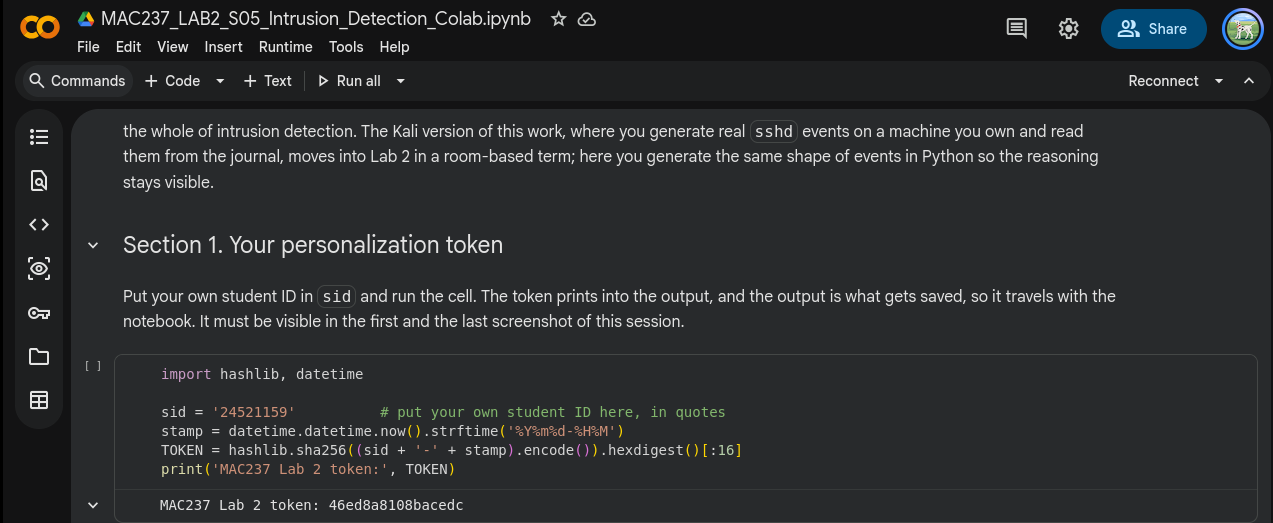 MAC237_LAB2_S05_Intrusion_Detection_Colab.ipynb
File Edit View Insert Runtime Tools Help
Share
Commands + Code + Text Run all
Reconnect
the whole of intrusion detection. The Kali version of this work, where you generate real sshd events on a machine you own and read
them from the journal, moves into Lab 2 in a room-based term; here you generate the same shape of events in Python so the reasoning
stays visible.
Section 1. Your personalization token
Put your own student ID in sid and run the cell. The token prints into the output, and the output is what gets saved, so it travels with the
notebook. It must be visible in the first and the last screenshot of this session.
[ ]
import hashlib, datetime
sid = '24521159' # put your own student ID here, in quotes
stamp = datetime.datetime.now().strftime('%Y%m%d-%H%M')
TOKEN = hashlib.sha256((sid + '-' + stamp).encode()).hexdigest()[:16]
print('MAC237 Lab 2 token:', TOKEN)
MAC237 Lab 2 token: 46ed8a8108bacedc